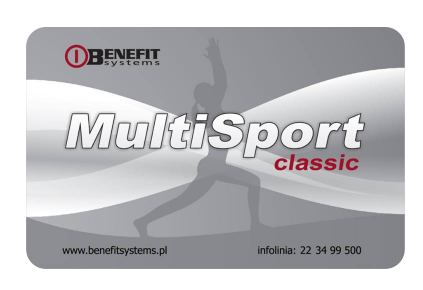 BENEFIT
systems
MultiSport
classic
www.benefitsystems.pl infolinia: 22 34 99 500